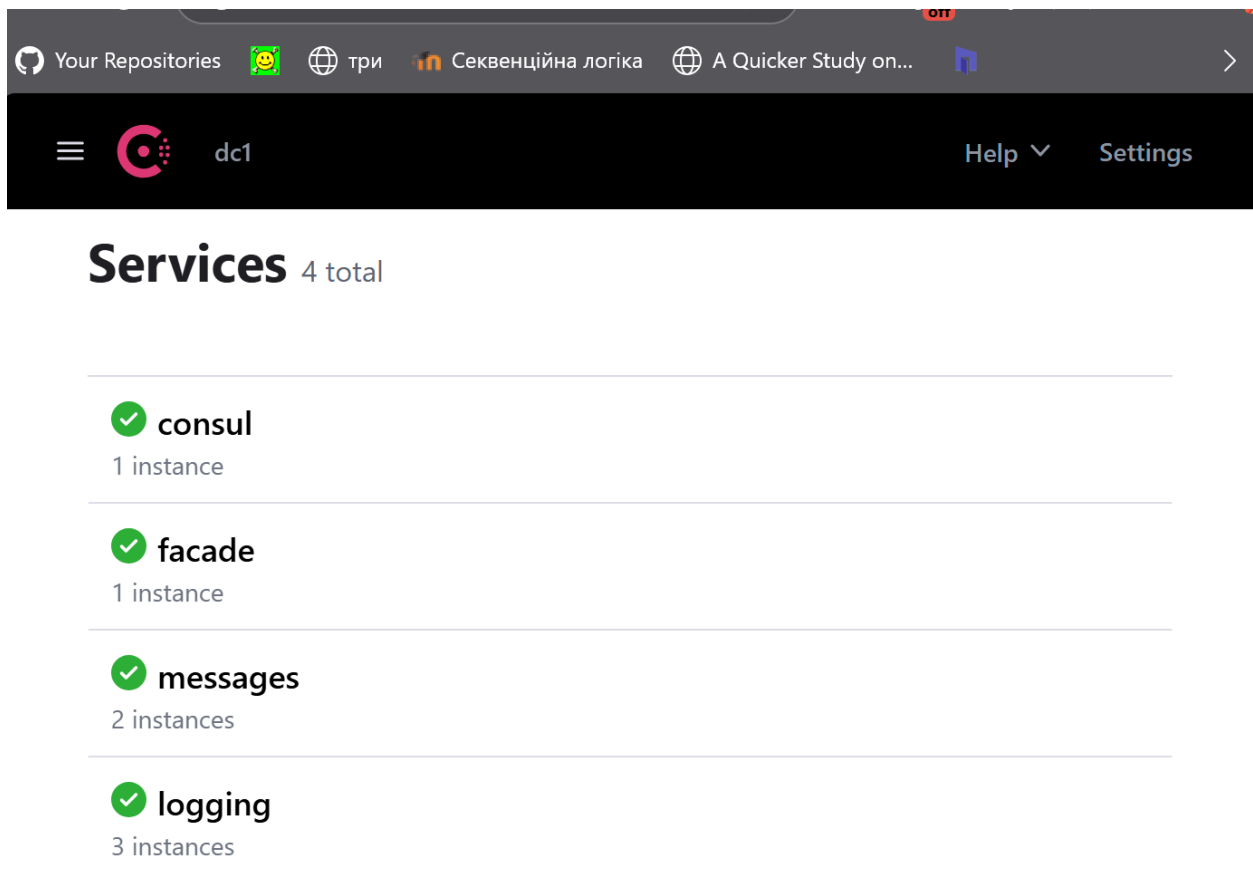 off
Your Repositories три Секвенційна логіка A Quicker Study on...
dc1 Help Settings
Services 4 total
consul
1 instance
facade
1 instance
messages
2 instances
logging
3 instances